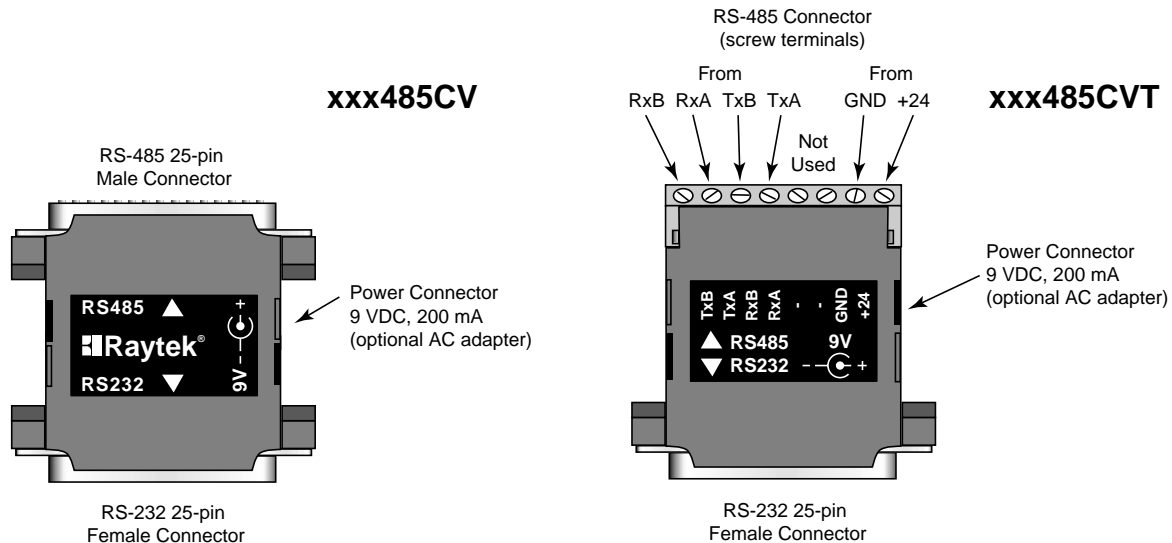 xxx485CV
RS-485 25-pin
Male Connector
RS485
+
Raytek®
9V -
RS232
Power Connector
9 VDC, 200 mA
(optional AC adapter)
RS-232 25-pin
Female Connector
RS-485 Connector
(screw terminals)
From
From
RxB RxA TxB TxA
GND +24
xxx485CVT
Not
Used
TxB
TxA
RxB
RxA
-
-
GND
+24
RS485
9V
RS232
- +
Power Connector
9 VDC, 200 mA
(optional AC adapter)
RS-232 25-pin
Female Connector